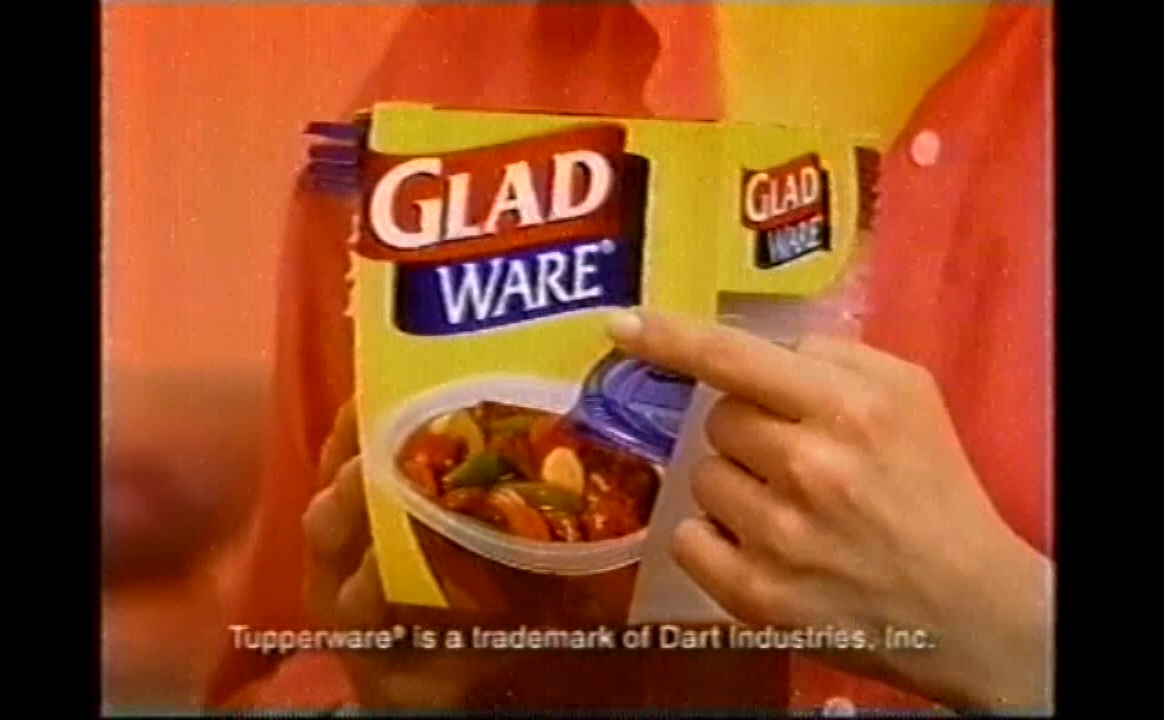 GLAD
WARE®
GLAD
WARE
Tupperware® is a trademark of Dart Industries, Inc.